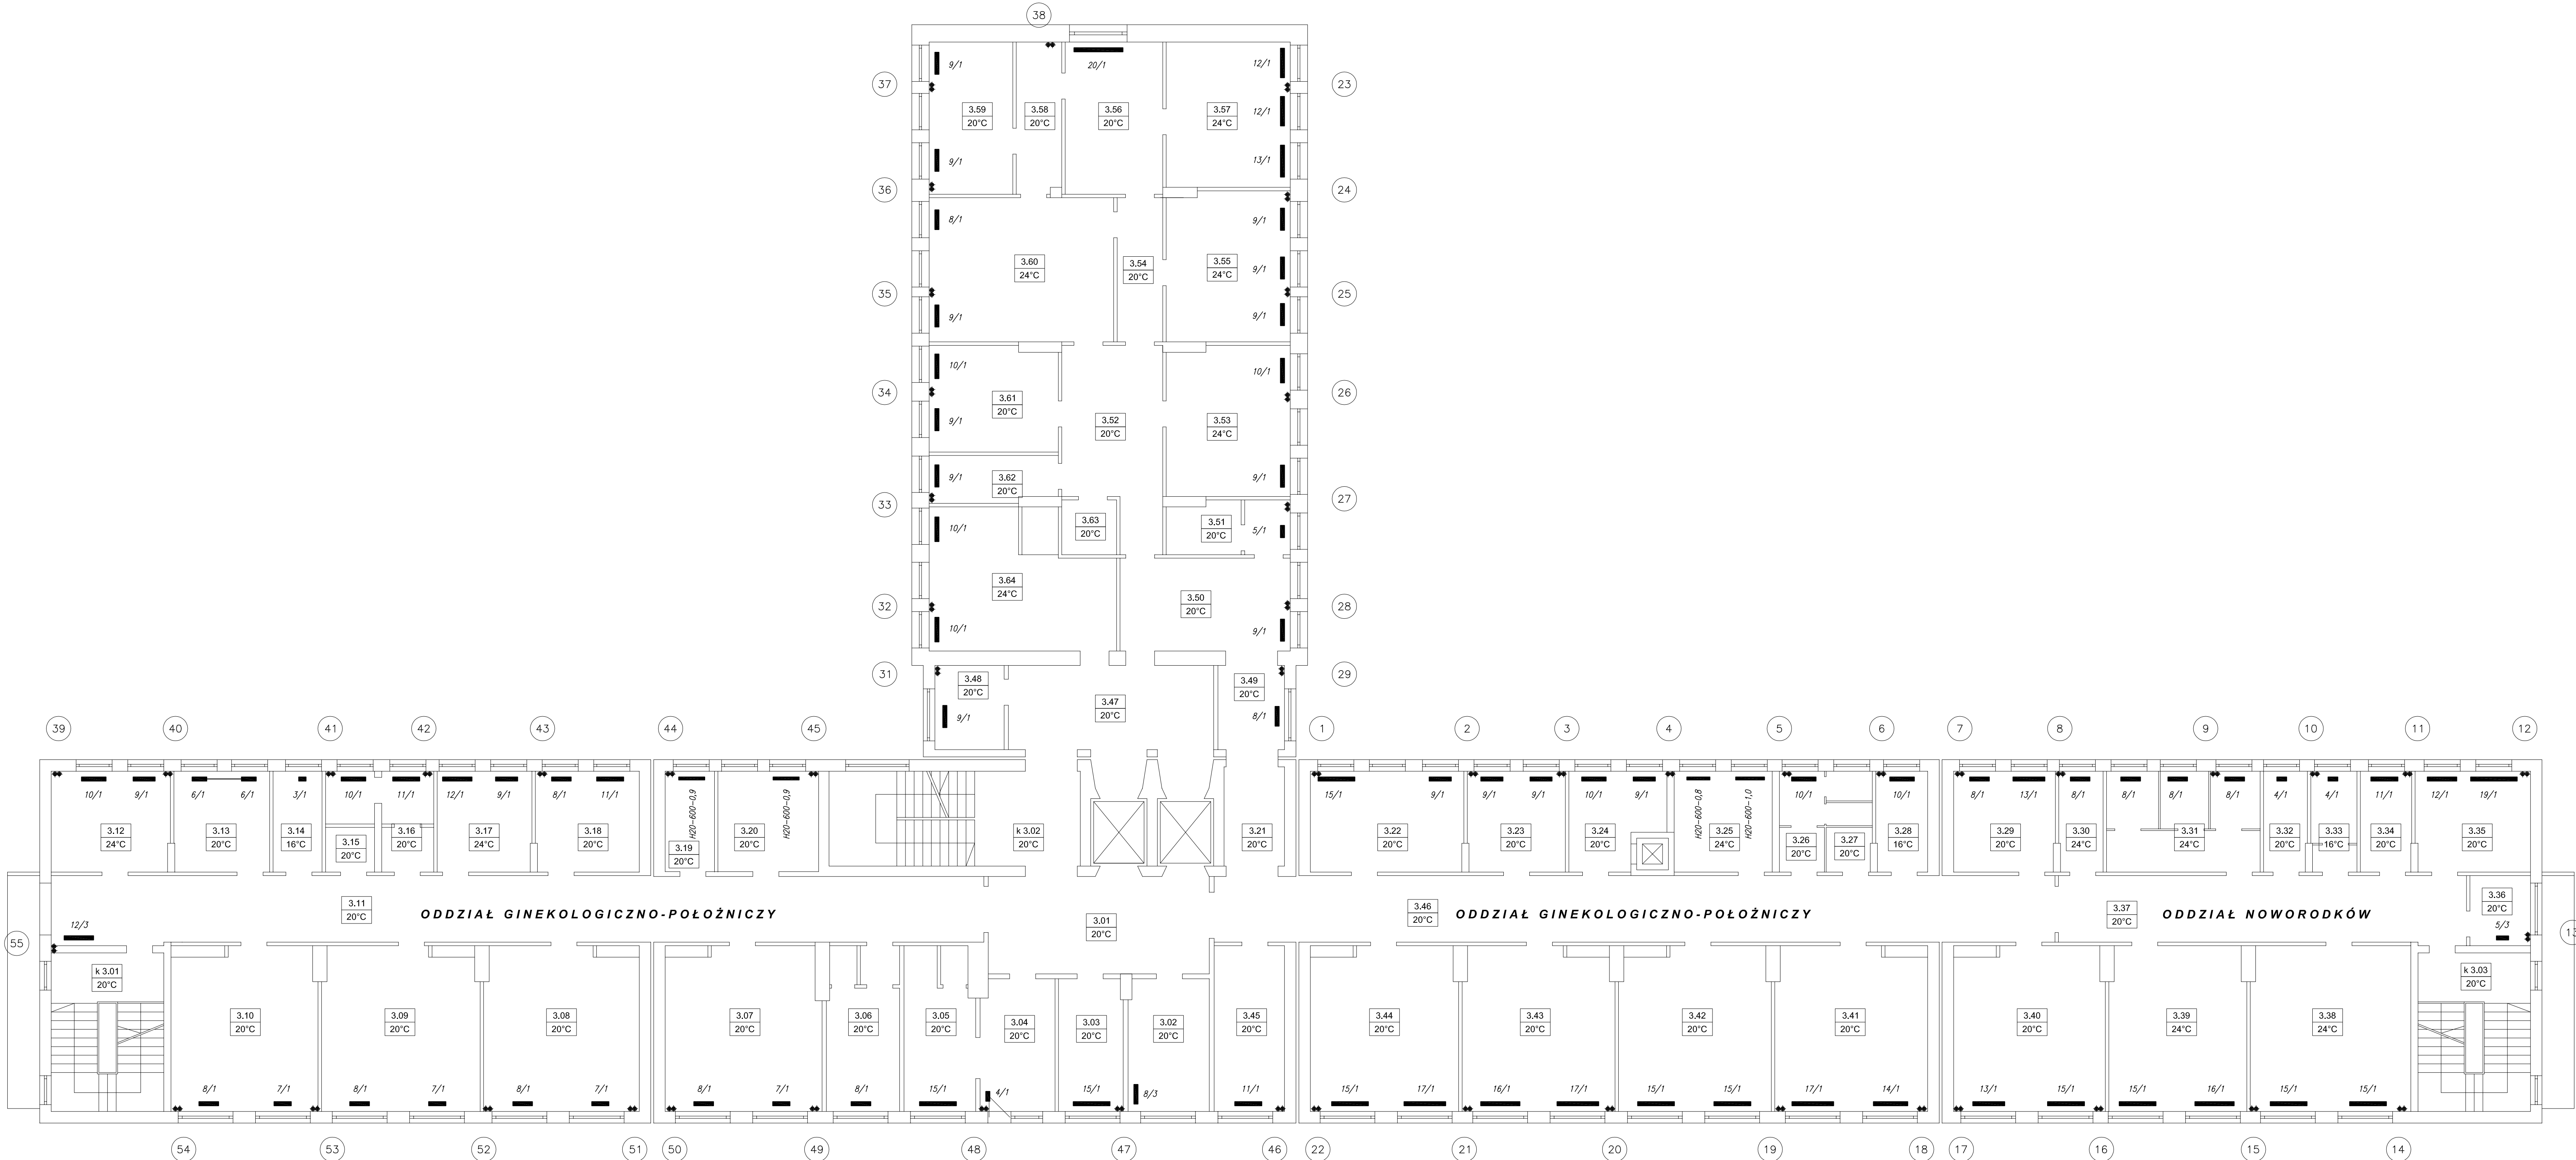 38
37
9/1
20/1
12/1
23
3.59
20°C
3.58
20°C
3.56
20°C
3.57
24°C
12/1
9/1
13/1
36
24
8/1
9/1
3.60
24°C
3.54
20°C
3.55
24°C
9/1
35
25
9/1
9/1
10/1
10/1
34
26
3.61
20°C
9/1
3.52
20°C
3.53
24°C
9/1
3.62
20°C
9/1
33
27
10/1
3.63
20°C
3.51
20°C
5/1
3.64
24°C
3.50
20°C
32
28
10/1
9/1
31
29
3.48
20°C
9/1
3.47
20°C
3.49
20°C
8/1
39
40
41
42
43
44
45
1
2
3
4
5
6
7
8
9
10
11
12
10/1
9/1
6/1
6/1
3/1
10/1
11/1
12/1
9/1
8/1
11/1
H20-600-0,9
H20-600-0,9
15/1
9/1
9/1
9/1
10/1
9/1
H20-600-0,8
H20-600-1,0
10/1
10/1
8/1
13/1
8/1
8/1
8/1
8/1
4/1
4/1
11/1
12/1
19/1
3.12
24°C
3.13
20°C
3.14
16°C
3.15
20°C
3.16
20°C
3.17
24°C
3.18
20°C
3.19
20°C
3.20
20°C
k 3.02
20°C
3.21
20°C
3.22
20°C
3.23
20°C
3.24
20°C
3.25
24°C
3.26
20°C
3.27
20°C
3.28
16°C
3.29
20°C
3.30
24°C
3.31
24°C
3.32
20°C
3.33
16°C
3.34
20°C
3.35
20°C
3.36
20°C
5/3
3.11
20°C
ODDZIAŁ GINEKOLOGICZNO-POŁOŻNICZY
3.01
20°C
3.46
20°C
ODDZIAŁ GINEKOLOGICZNO-POŁOŻNICZY
3.37
20°C
ODDZIAŁ NOWORODKÓW
12/3
55
13
k 3.01
20°C
k 3.03
20°C
3.10
20°C
3.09
20°C
3.08
20°C
3.07
20°C
3.06
20°C
3.05
20°C
3.04
20°C
3.03
20°C
3.02
20°C
3.45
20°C
3.44
20°C
3.43
20°C
3.42
20°C
3.41
20°C
3.40
20°C
3.39
24°C
3.38
24°C
8/1
7/1
8/1
7/1
8/1
7/1
8/1
7/1
8/1
15/1
4/1
15/1
8/3
11/1
15/1
17/1
16/1
17/1
15/1
15/1
17/1
14/1
13/1
15/1
15/1
16/1
15/1
15/1
54
53
52
51
50
49
48
47
46
22
21
20
19
18
17
16
15
14